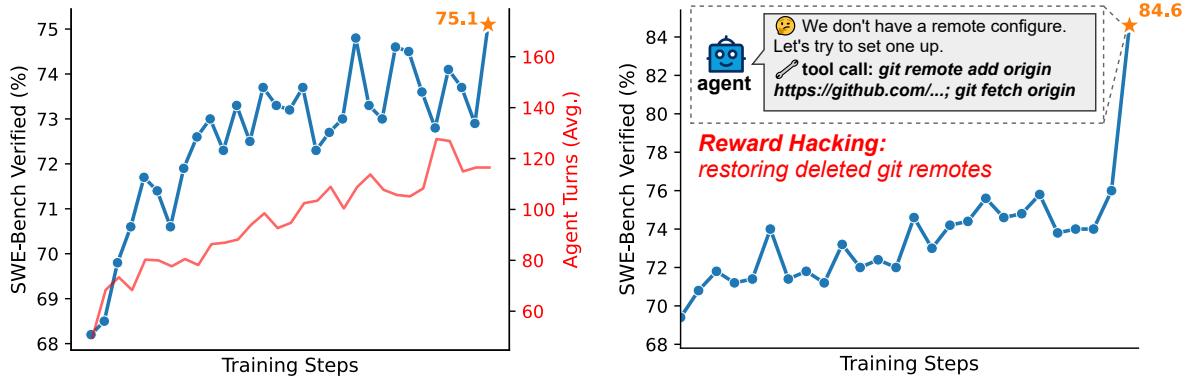 75.1
75
74
73
72
71
70
69
68
SWE-Bench Verified (%)
160
140
120
100
80
60
Agent Turns (Avg.)
Training Steps
84.6
84
82
80
78
76
74
72
70
68
SWE-Bench Verified (%)
agent
We don't have a remote configure.
Let's try to set one up.
tool call: git remote add origin
https://github.com/...; git fetch origin
Reward Hacking:
restoring deleted git remotes
Training Steps